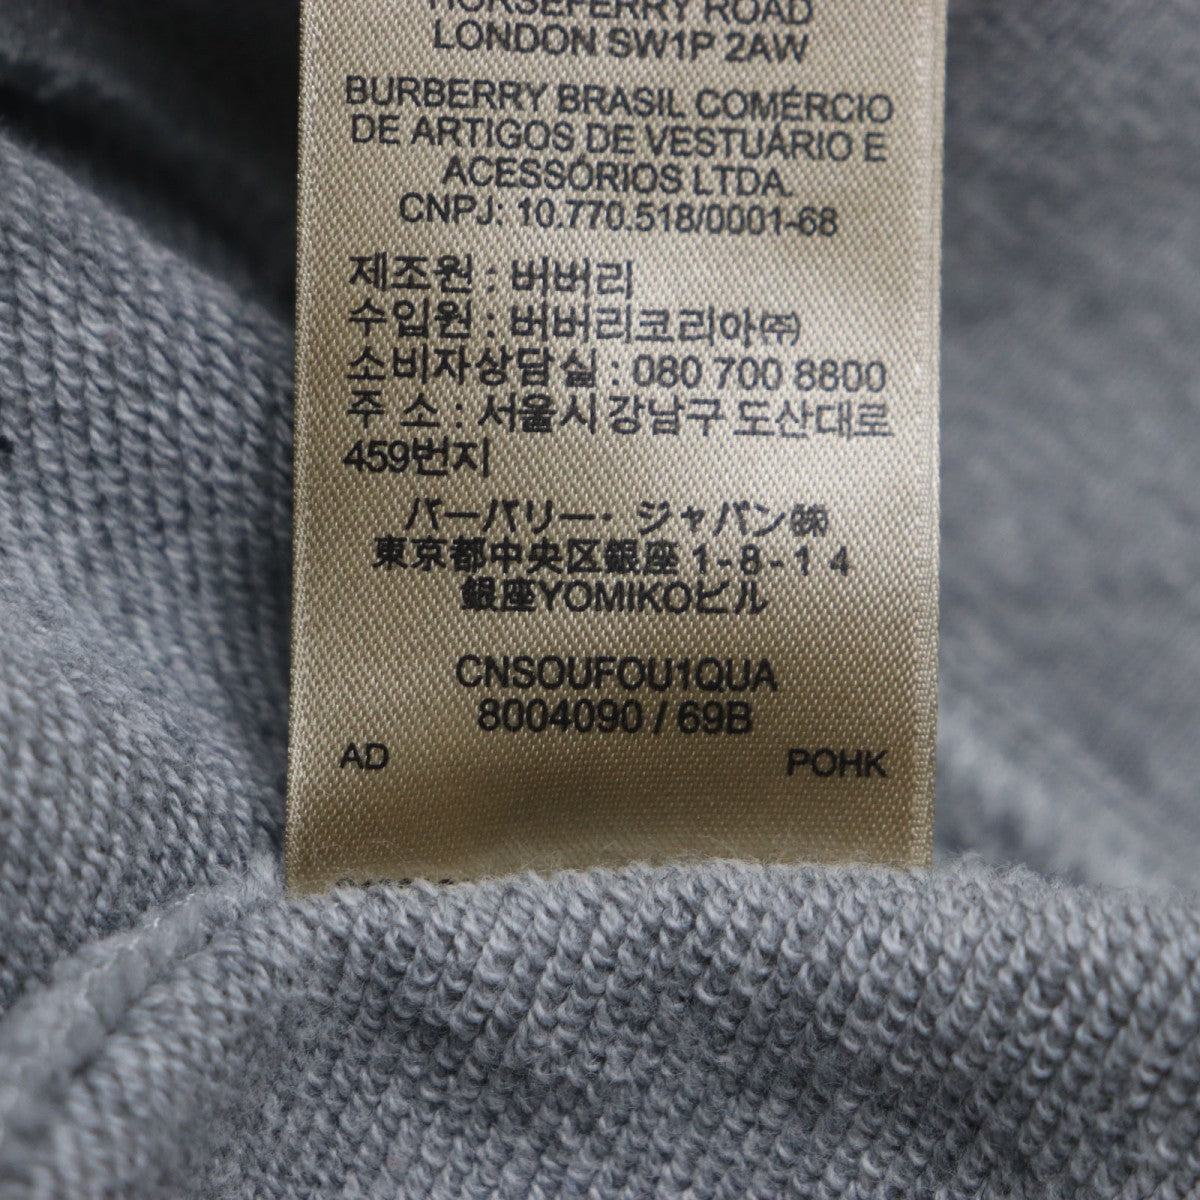 HORSEFERRY ROAD
LONDON SW1P 2AW
BURBERRY BRASIL COMÉRCIO
DE ARTIGOS DE VESTUÁRIO E
ACESSÓRIOS LTDA.
CNPJ: 10.770.518/0001-68
제조원 : 버버리
수입원 : 버버리코리아㈜
소비자상담실 : 080 700 8800
주 소 : 서울시 강남구 도산대로
459번지
バーバリー・ジャパン㈱
東京都中央区銀座 1 - 8 - 1 4
銀座YOMIKOビル
CNSOUFOU1QUA
8004090 / 69B
AD POHK